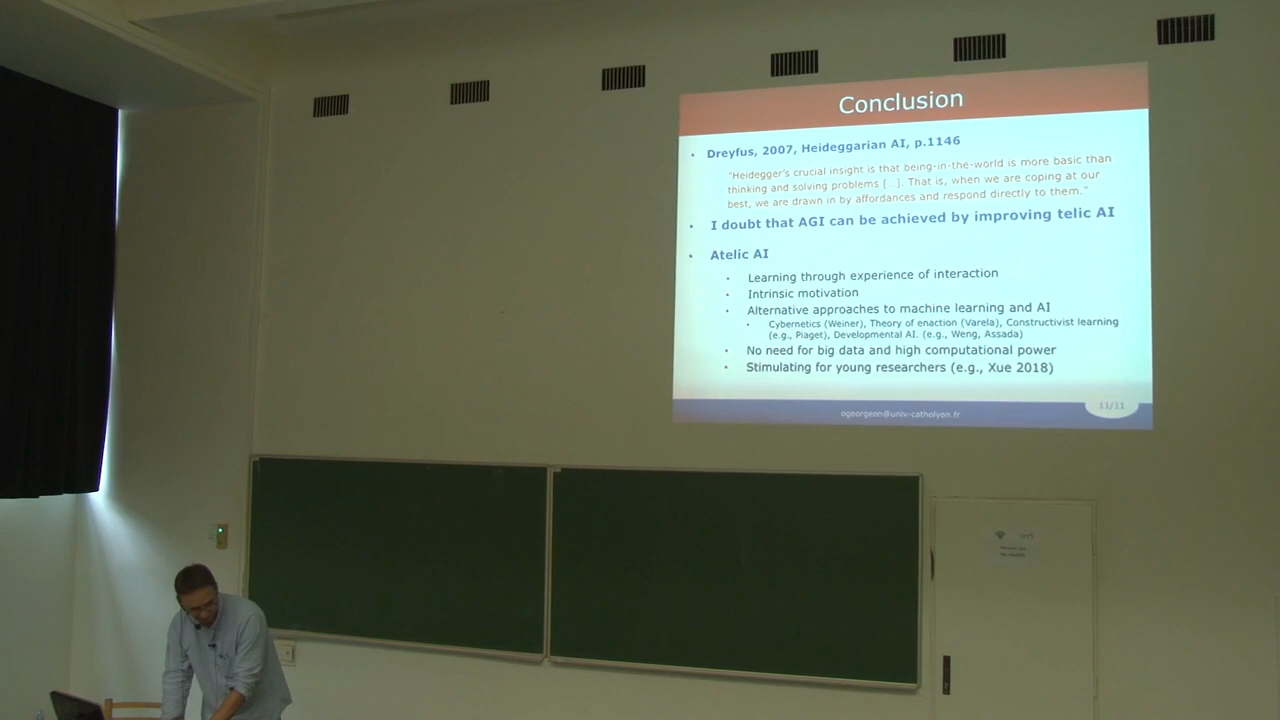 Conclusion
• Dreyfus, 2007, Heideggarian AI, p.1146
"Heidegger's crucial insight is that being-in-the-world is more basic than
thinking and solving problems [ ]. That is, when we are coping at our
best, we are drawn in by affordances and respond directly to them."
• I doubt that AGI can be achieved by improving telic AI
• Atelic AI
• Learning through experience of interaction
• Intrinsic motivation
• Alternative approaches to machine learning and AI
• Cybernetics (Weiner), Theory of enaction (Varela), Constructivist learning
(e.g., Piaget), Developmental AI. (e.g., Weng, Assada)
• No need for big data and high computational power
• Stimulating for young researchers (e.g., Xue 2018)
ogeorgeon@univ-catholyon.fr
11/11